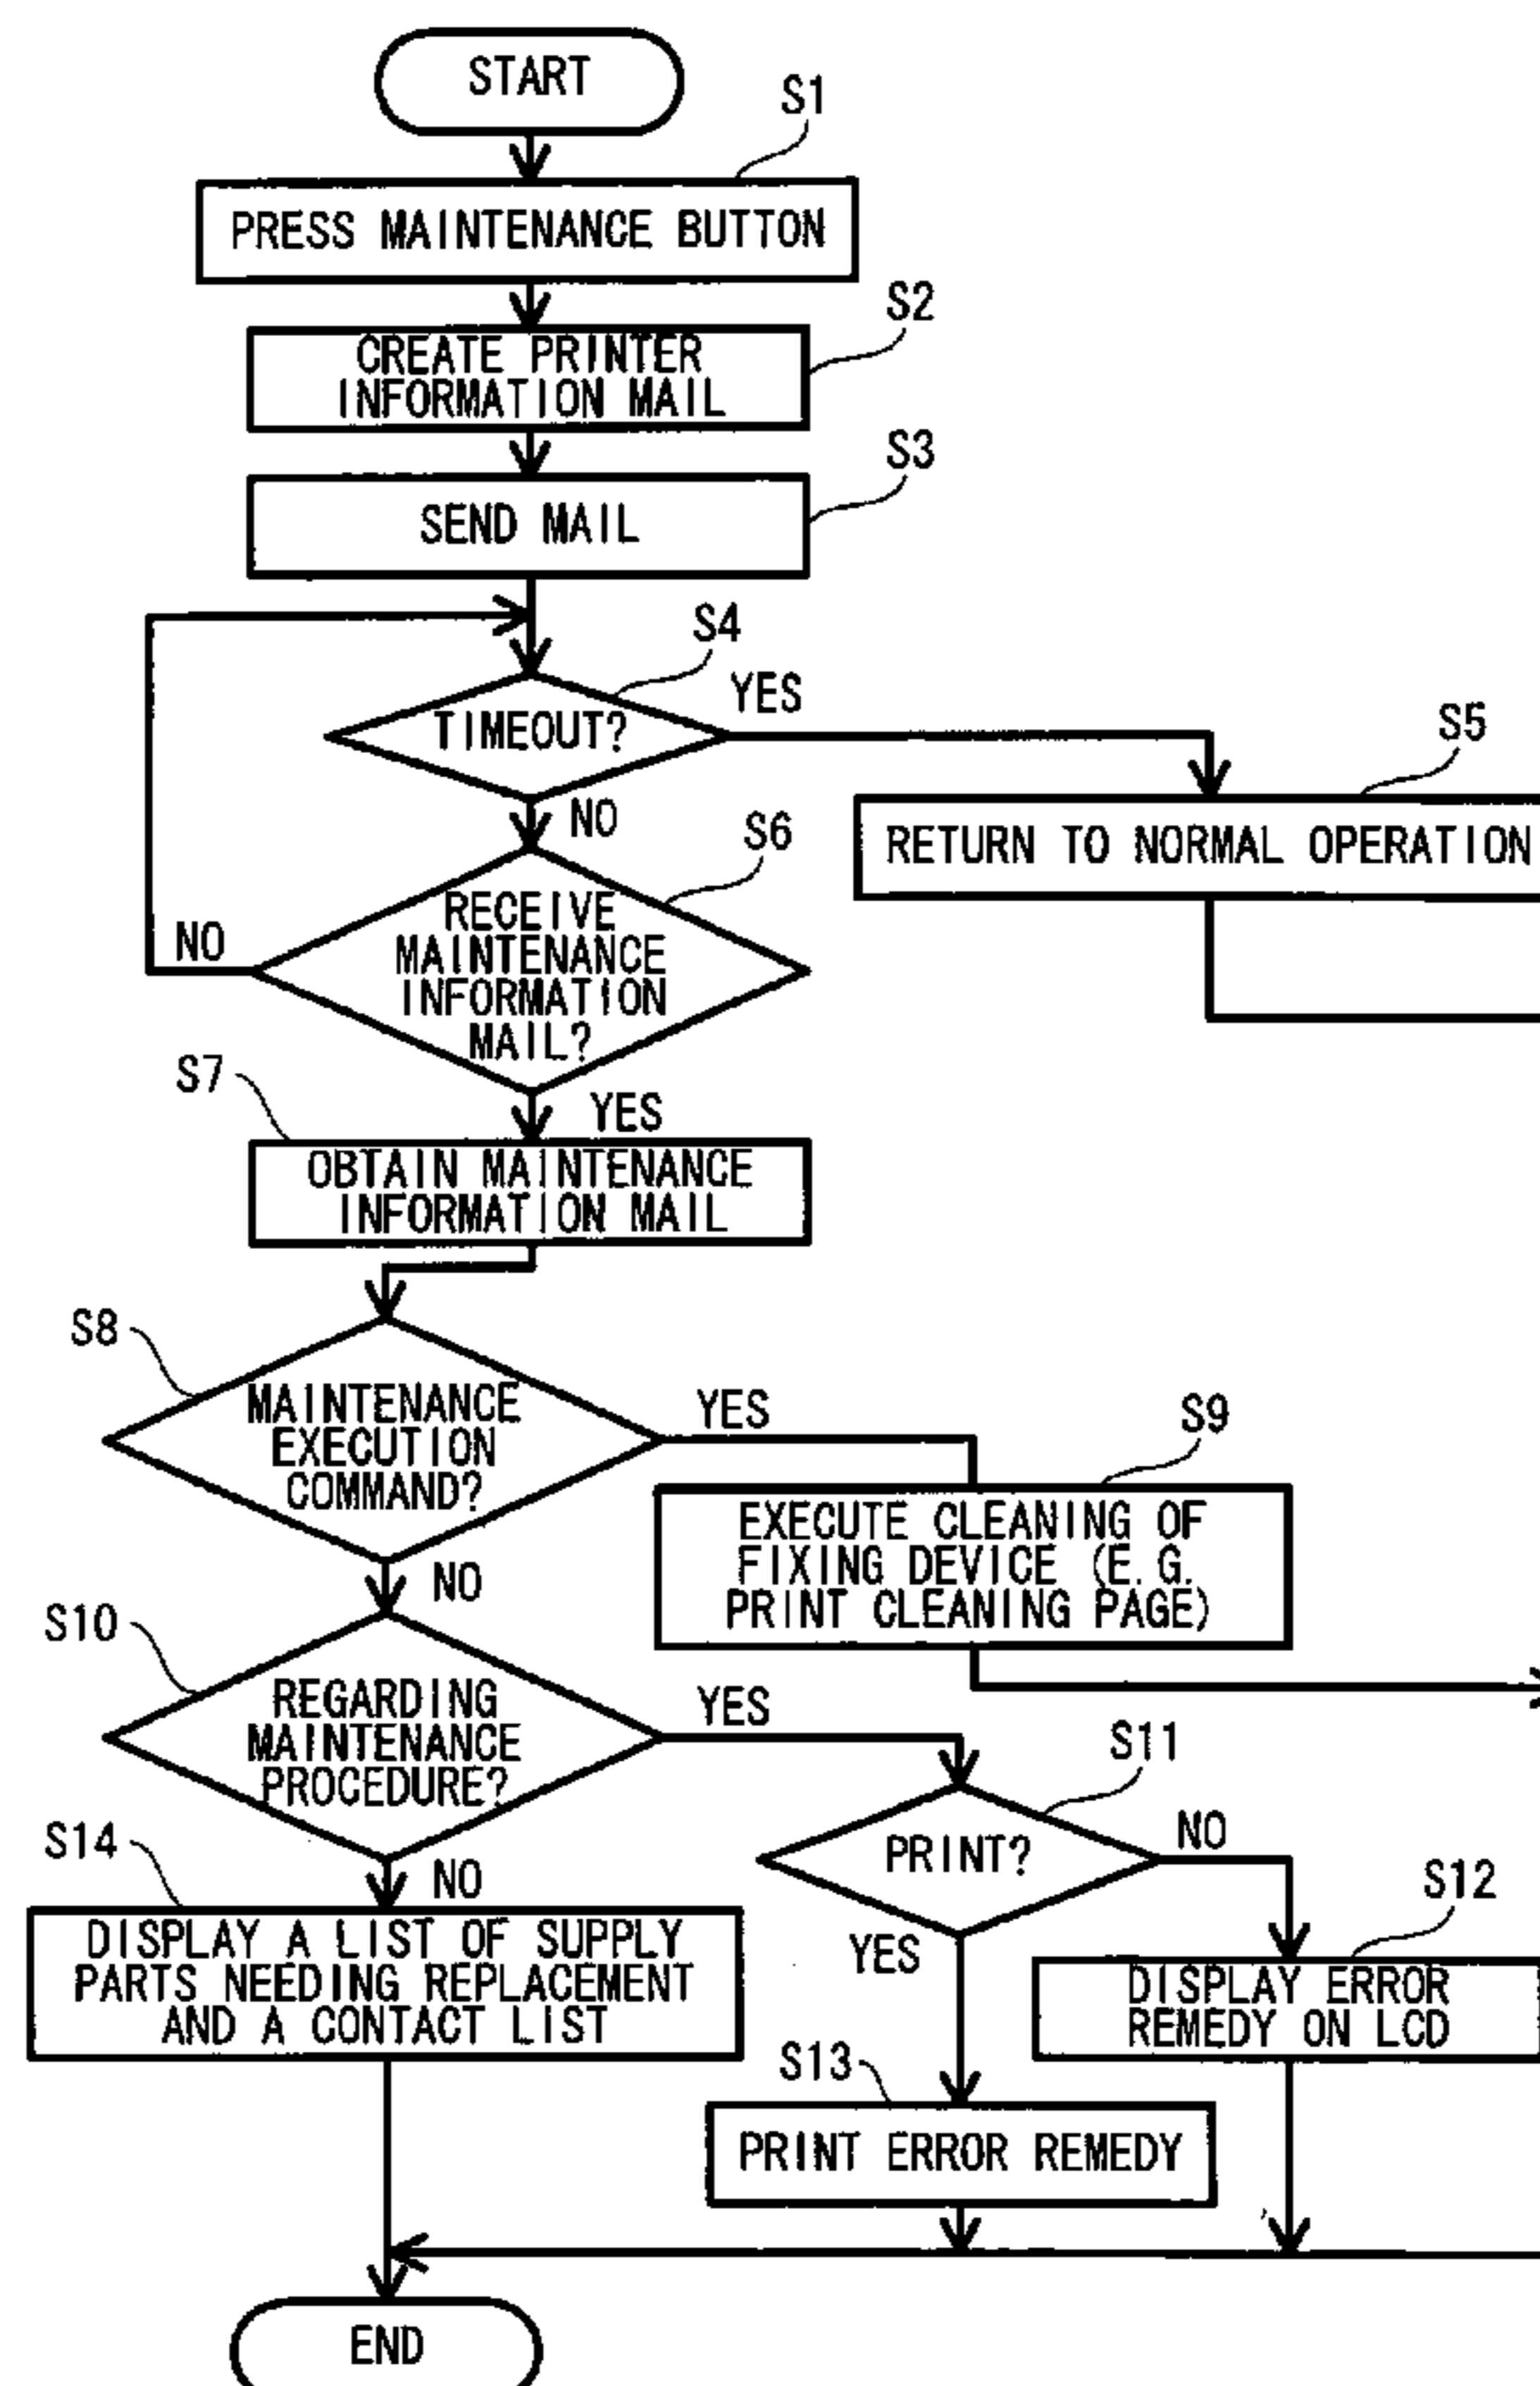 START
S1
PRESS MAINTENANCE BUTTON
S2
CREATE PRINTER
INFORMATION MAIL
S3
SEND MAIL
S4
TIMEOUT?
YES
S5
RETURN TO NORMAL OPERATION
NO
S6
RECEIVE
MAINTENANCE
INFORMATION
MAIL?
NO
YES
S7
OBTAIN MAINTENANCE
INFORMATION MAIL
S8
MAINTENANCE
EXECUTION
COMMAND?
YES
S9
EXECUTE CLEANING OF
FIXING DEVICE (E.G.
PRINT CLEANING PAGE)
NO
S10
REGARDING
MAINTENANCE
PROCEDURE?
YES
S11
PRINT?
NO
S12
DISPLAY ERROR
REMEDY ON LCD
YES
S13
PRINT ERROR REMEDY
NO
S14
DISPLAY A LIST OF SUPPLY
PARTS NEEDING REPLACEMENT
AND A CONTACT LIST
END